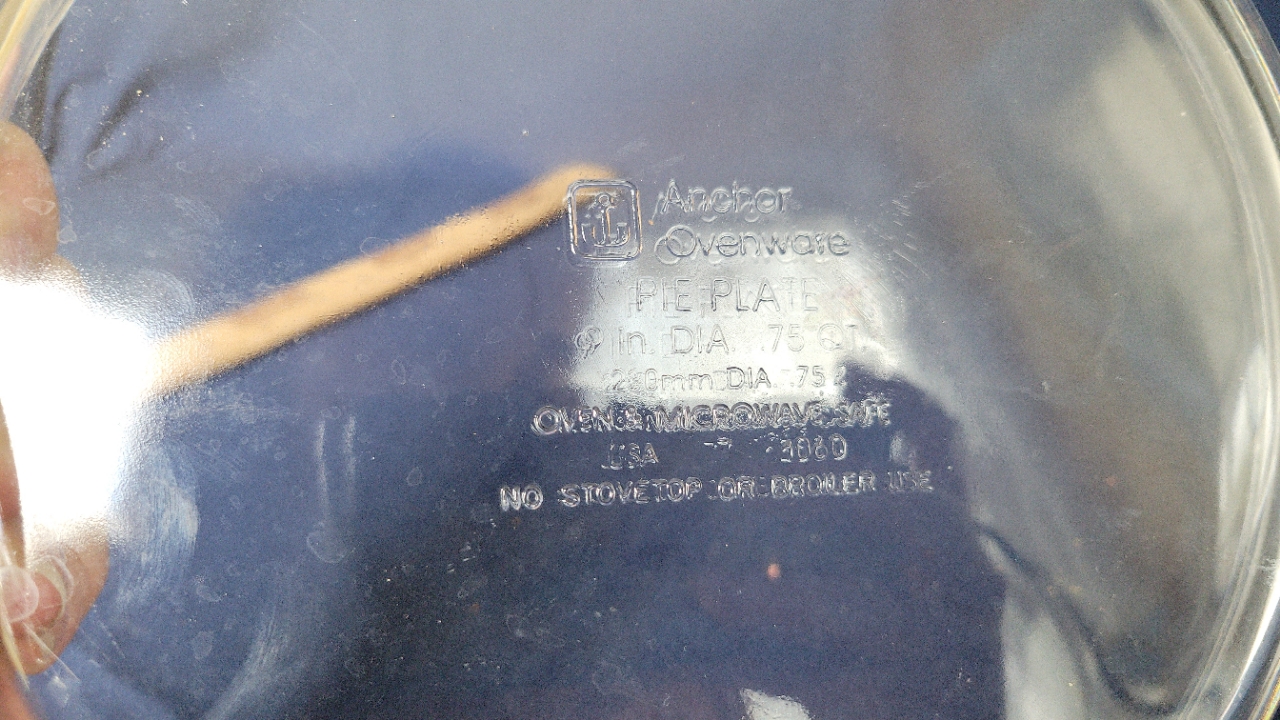 Anchor
Ovenware
PIE PLATE
9 In. DIA. .75 QT.
DIA. .75
OVEN & MICROWAVE SAFE
USA 3060
NO STOVETOP OR BROILER USE